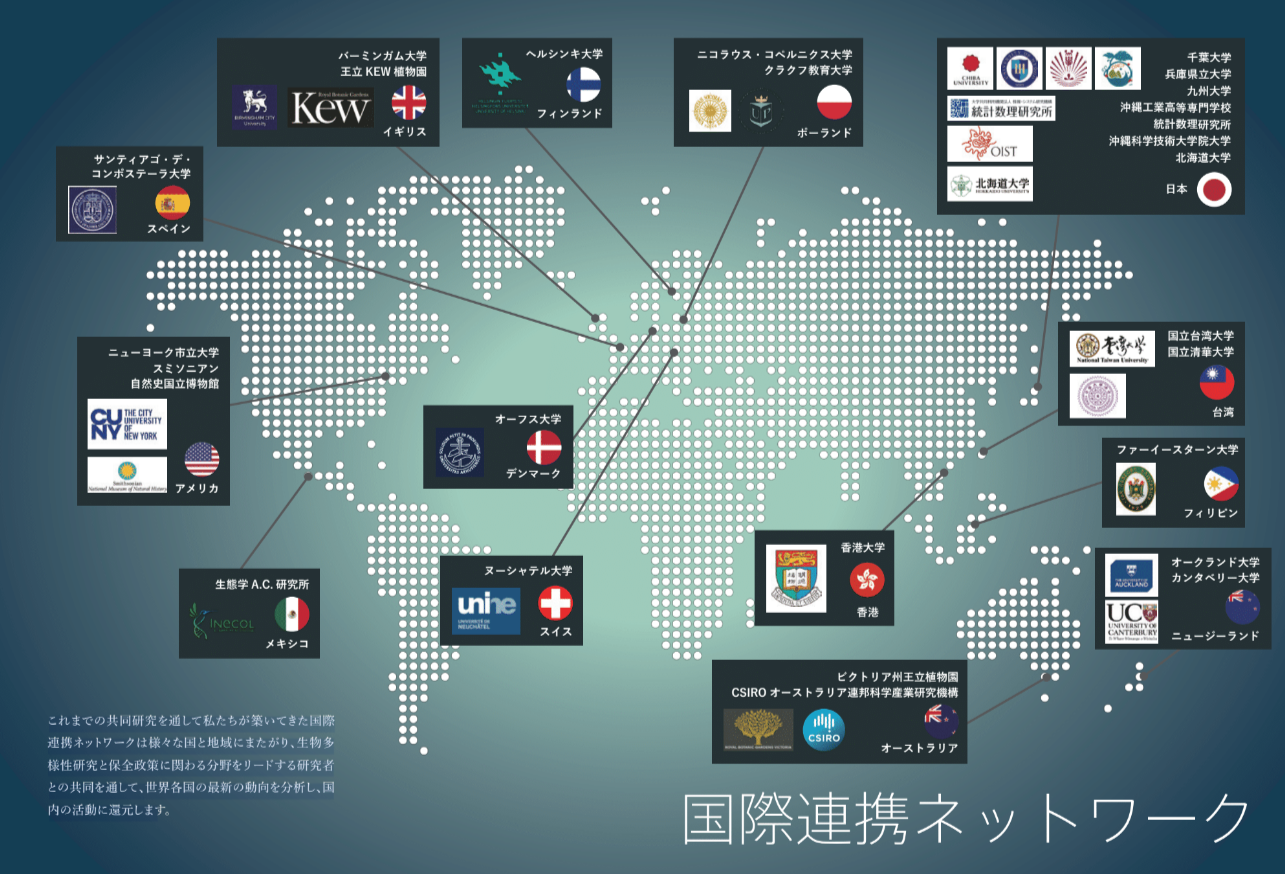 バーミンガム大学
王立 KEW 植物園
BIRMINGHAM CITY
University
Royal Botanic Gardens
Kew
イギリス
ヘルシンキ大学
フィンランド
ニコラウス・コペルニクス大学
クラクフ教育大学
ポーランド
千葉大学
兵庫県立大学
九州大学
沖縄工業高等専門学校
統計数理研究所
沖縄科学技術大学院大学
北海道大学
日本
CHIBA
UNIVERSITY
統計数理研究所
OIST
北海道大学
HOKKAIDO UNIVERSITY
サンティアゴ・デ・
コンポステーラ大学
スペイン
ニューヨーク市立大学
スミソニアン
自然史国立博物館
CU
NY
THE CITY
UNIVERSITY
OF
NEW YORK
Smithsonian
National Museum of Natural History
アメリカ
国立台湾大学
国立清華大学
臺灣大學
National Taiwan University
台湾
オーフス大学
デンマーク
ファーイースターン大学
フィリピン
香港大学
香港
オークランド大学
カンタベリー大学
THE UNIVERSITY OF
AUCKLAND
UC
UNIVERSITY OF
CANTERBURY
ニュージーランド
生態学 A.C. 研究所
INECOL
メキシコ
ヌーシャテル大学
unine
UNIVERSITÉ DE
NEUCHÂTEL
スイス
ビクトリア州王立植物園
CSIRO オーストラリア連邦科学産業研究機構
ROYAL BOTANIC GARDENS VICTORIA
CSIRO
オーストラリア
これまでの共同研究を通して私たちが築いてきた国際
連携ネットワークは様々な国と地域にまたがり、生物多
様性研究と保全政策に関わる分野をリードする研究者
との共同を通して、世界各国の最新の動向を分析し、国
内の活動に還元します。
国際連携ネットワーク